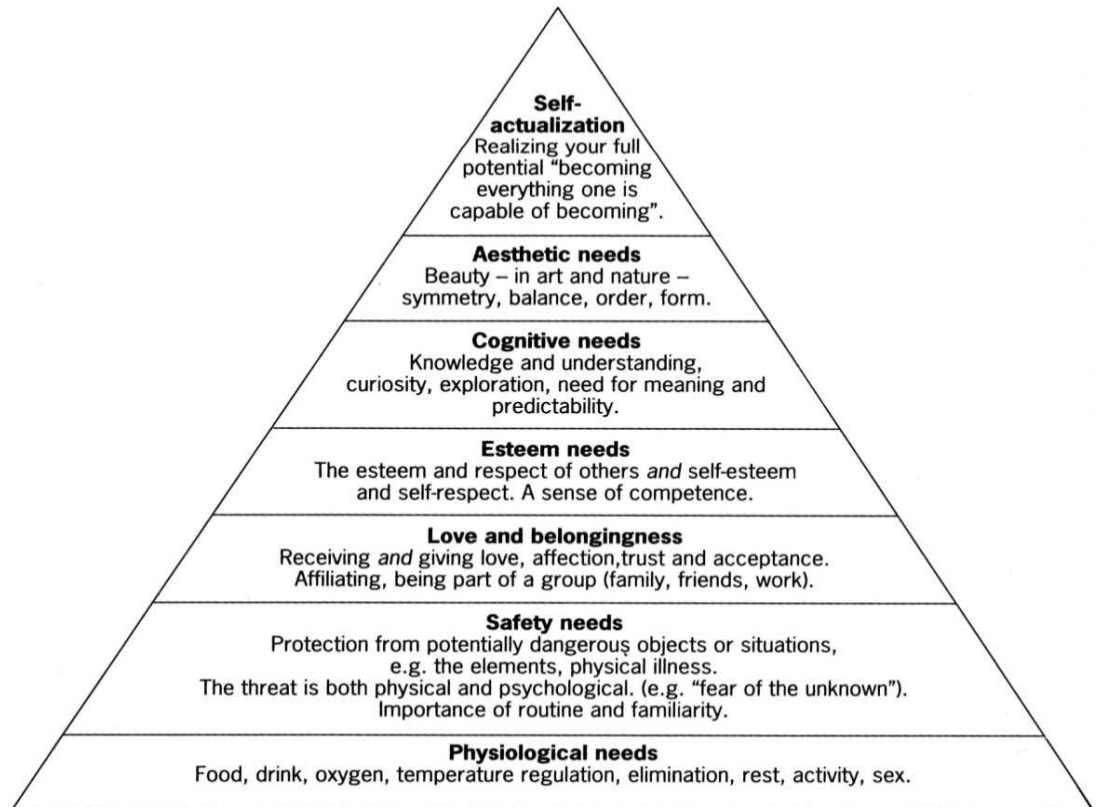 Self-
actualization
Realizing your full
potential “becoming
everything one is
capable of becoming”.
Aesthetic needs
Beauty – in art and nature –
symmetry, balance, order, form.
Cognitive needs
Knowledge and understanding,
curiosity, exploration, need for meaning and
predictability.
Esteem needs
The esteem and respect of others and self-esteem
and self-respect. A sense of competence.
Love and belongingness
Receiving and giving love, affection,trust and acceptance.
Affiliating, being part of a group (family, friends, work).
Safety needs
Protection from potentially dangerous objects or situations,
e.g. the elements, physical illness.
The threat is both physical and psychological. (e.g. “fear of the unknown”).
Importance of routine and familiarity.
Physiological needs
Food, drink, oxygen, temperature regulation, elimination, rest, activity, sex.